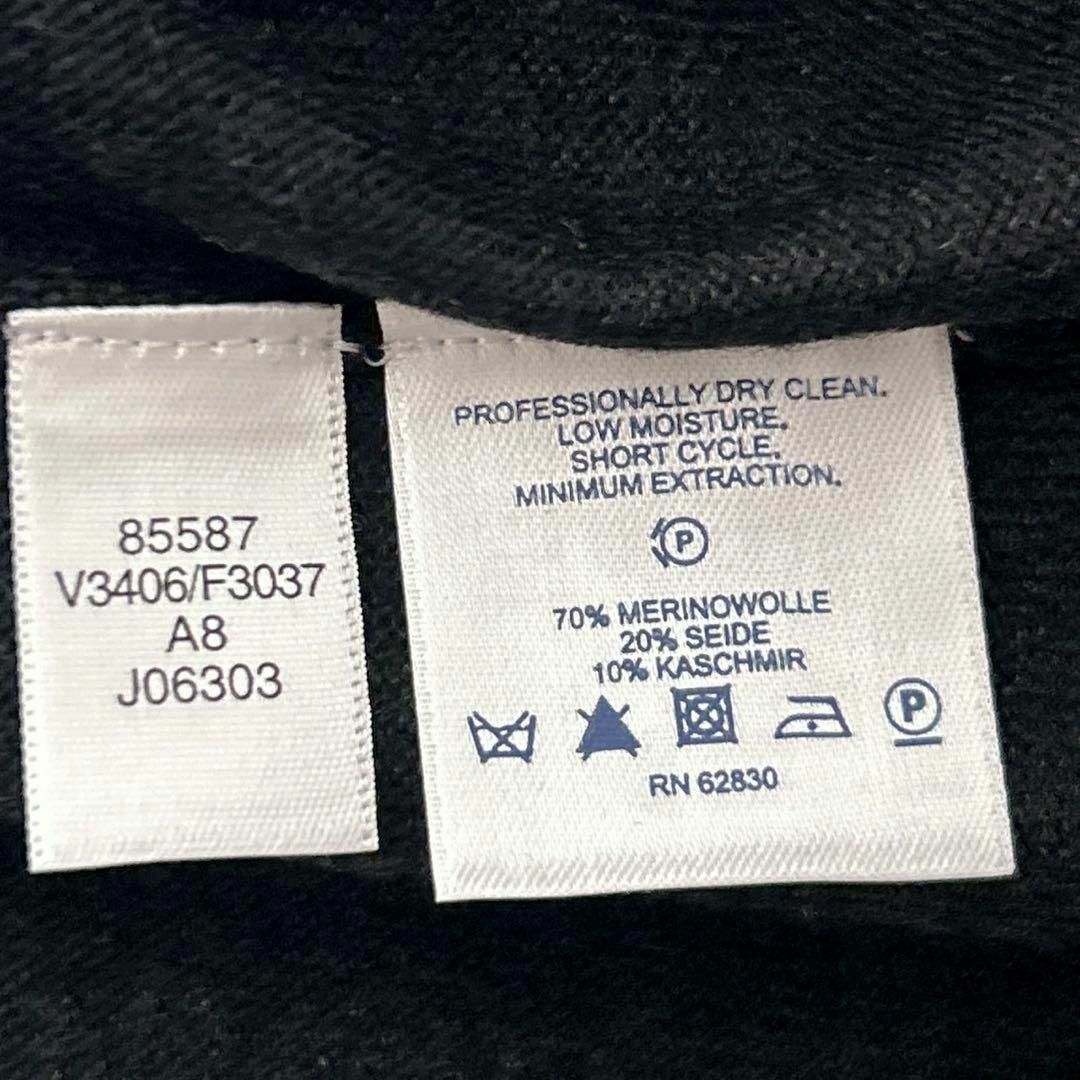 85587
V3406/F3037
A8
J06303
PROFESSIONALLY DRY CLEAN.
LOW MOISTURE.
SHORT CYCLE.
MINIMUM EXTRACTION.
P
70% MERINOWOLLE
20% SEIDE
10% KASCHMIR
P
RN 62830